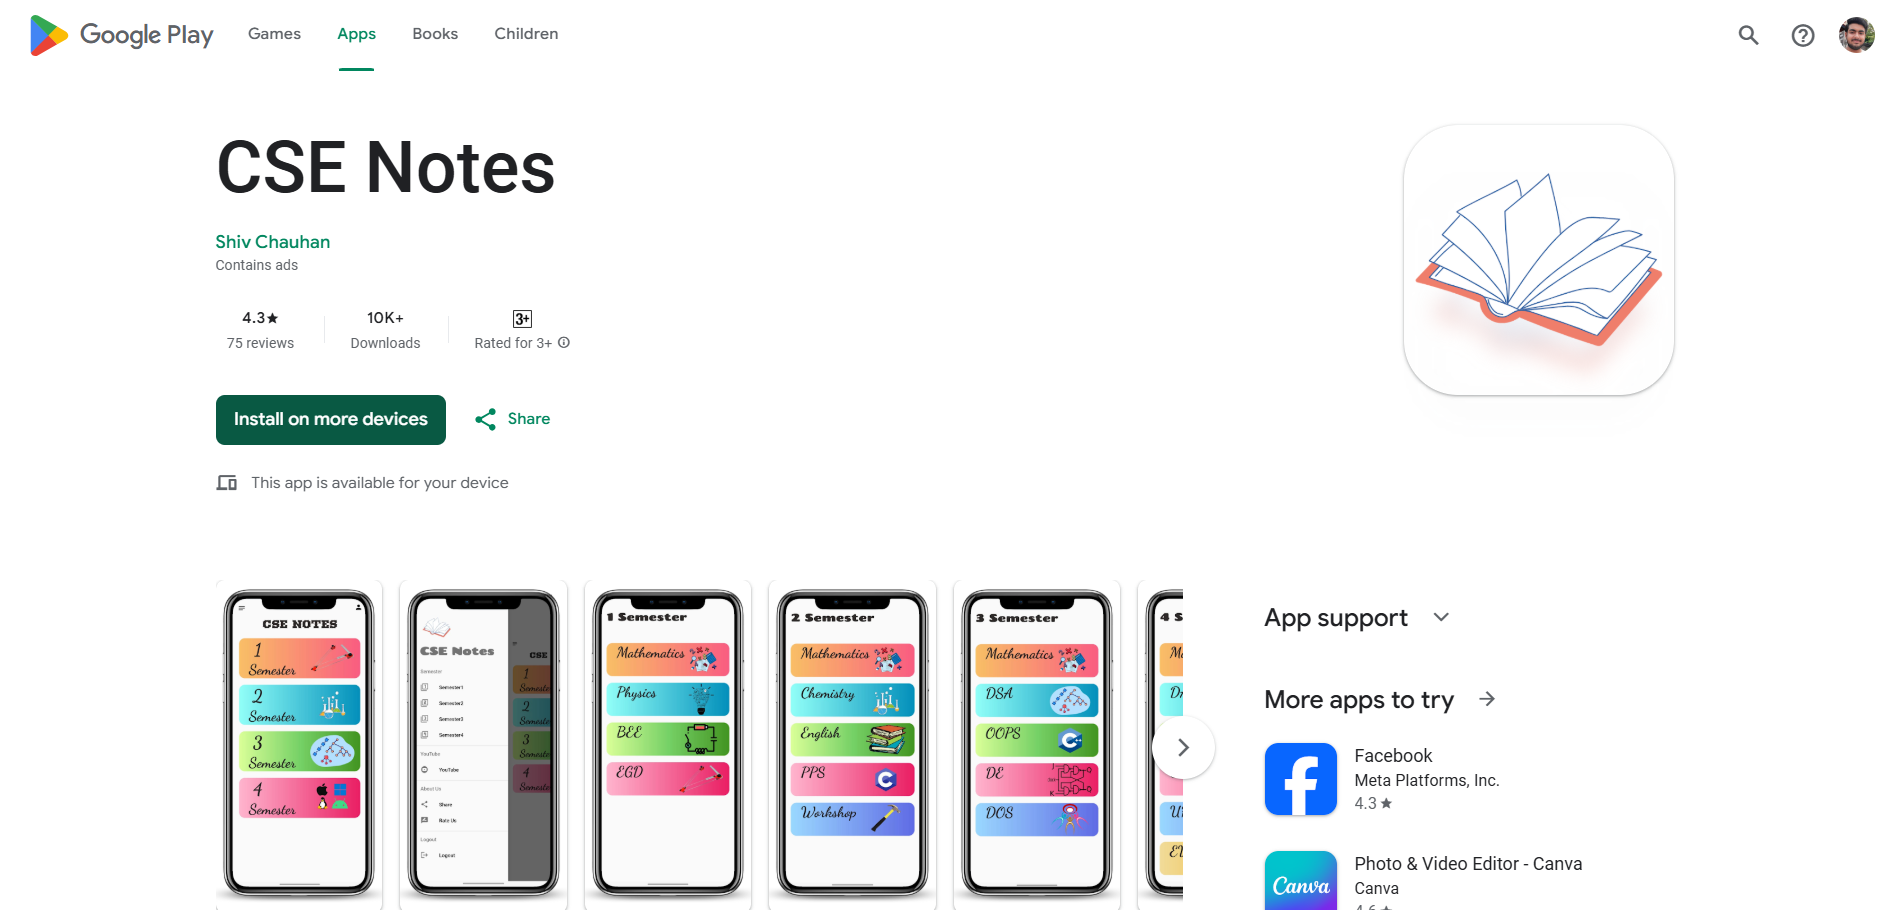 Google Play
Games
Apps
Books
Children
CSE Notes
Shiv Chauhan
Contains ads
4.3★
75 reviews
10K+
Downloads
3+
Rated for 3+
Install on more devices
Share
This app is available for your device
CSE NOTES
1
Semester
2
Semester
3
Semester
4
Semester
CSE Notes
Semester
Semester1
Semester2
Semester3
Semester4
YouTube
YouTube
About Us
Share
Rate Us
Logout
Logout
CSE
1
2
3
4
1 Semester
Mathematics
Physics
BEE
EGD
2 Semester
Mathematics
Chemistry
English
PPS
Workshop
3 Semester
Mathematics
DSA
OOPS
DE
DOS
4 S
App support
More apps to try
Facebook
Meta Platforms, Inc.
4.3★
Canva
Photo & Video Editor - Canva
Canva